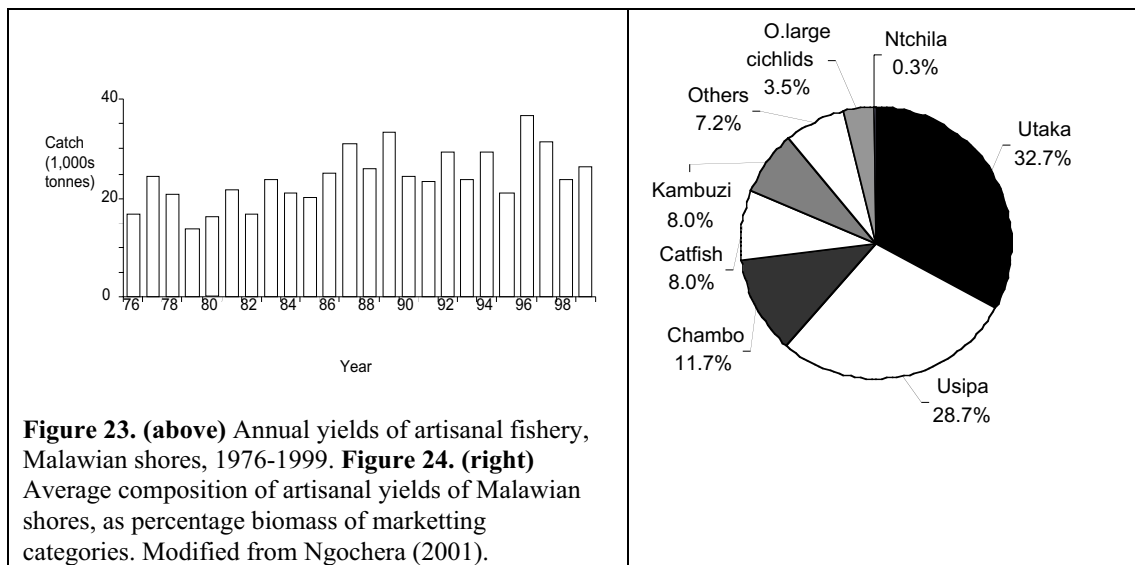 40
Catch
(1,000s
tonnes)
20
0
76 78 80 82 84 86 88 90 92 94 96 98
Year
Figure 23. (above) Annual yields of artisanal fishery,
Malawian shores, 1976-1999. Figure 24. (right)
Average composition of artisanal yields of Malawian
shores, as percentage biomass of marketting
categories. Modified from Ngochera (2001).
O.large
cichlids
3.5%
Ntchila
0.3%
Others
7.2%
Utaka
32.7%
Kambuzi
8.0%
Catfish
8.0%
Chambo
11.7%
Usipa
28.7%